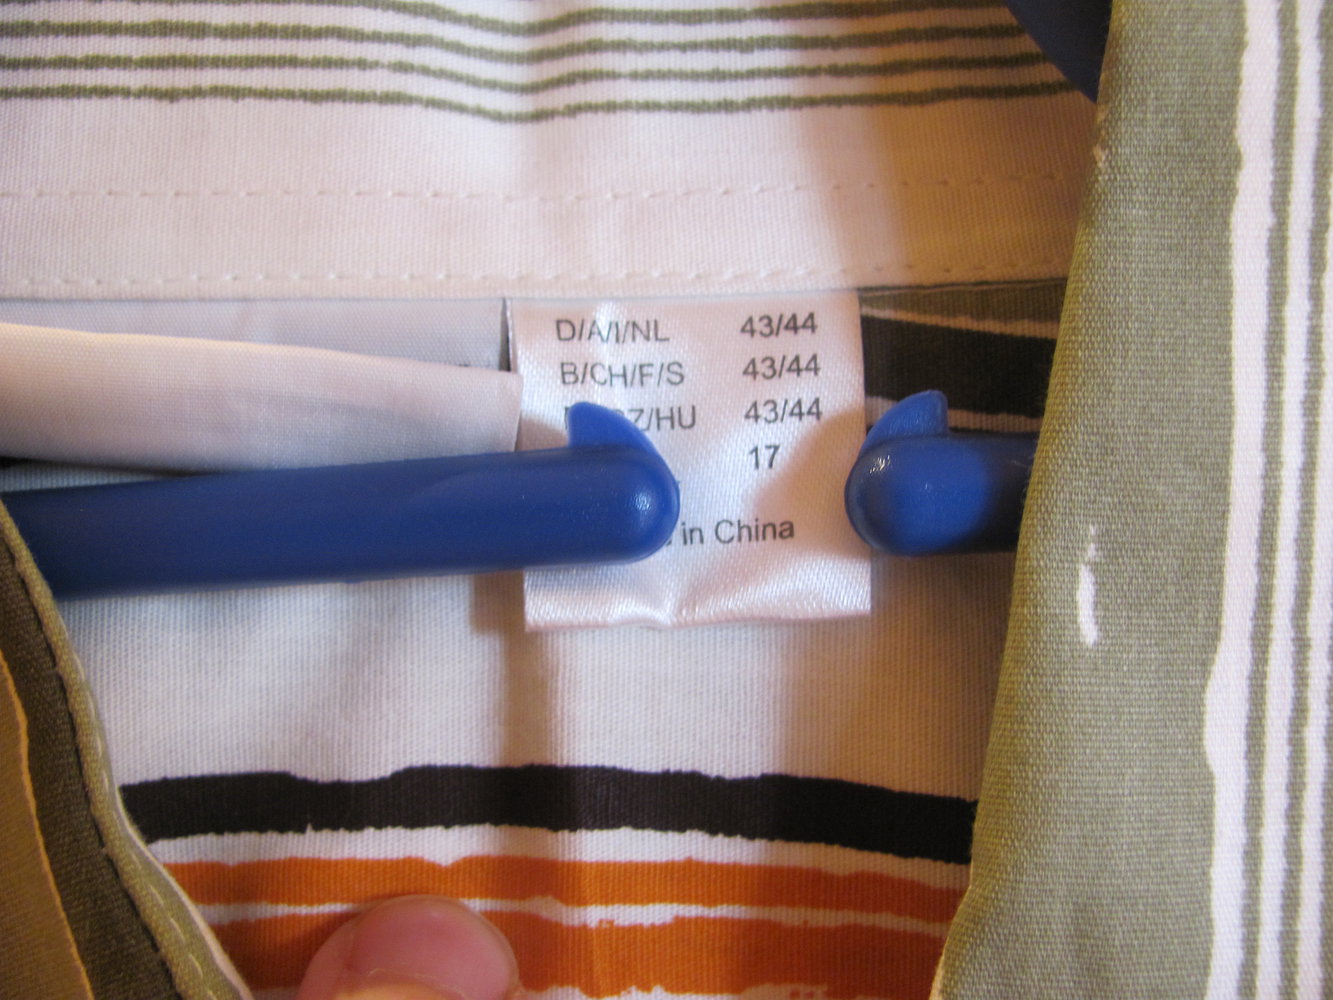 D/A/I/NL 43/44
B/CH/F/S 43/44
43/44
17
in China